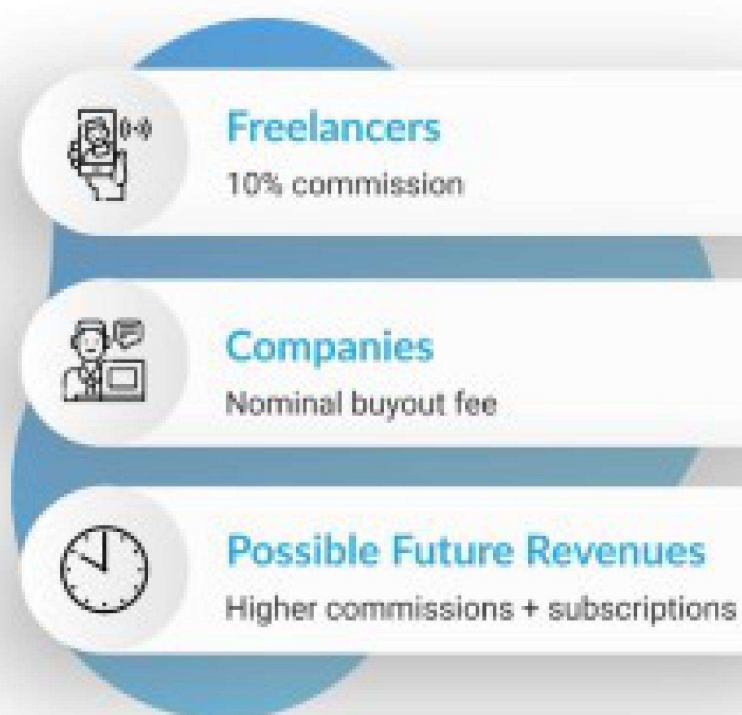 Freelancers
10% commission
Companies
Nominal buyout fee
Possible Future Revenues
Higher commissions + subscriptions